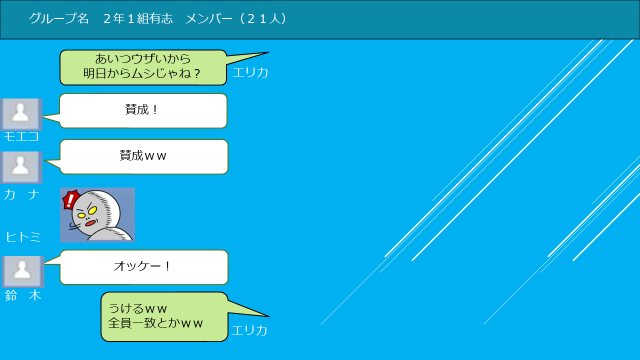 グループ名　２年１組有志　メンバー（２１人）
あいつウザいから
明日からムシじゃね？
エリカ
賛成！
モエコ
賛成ｗｗ
カ　ナ
ヒトミ
オッケー！
鈴　木
うけるｗｗ
全員一致とかｗｗ
エリカ